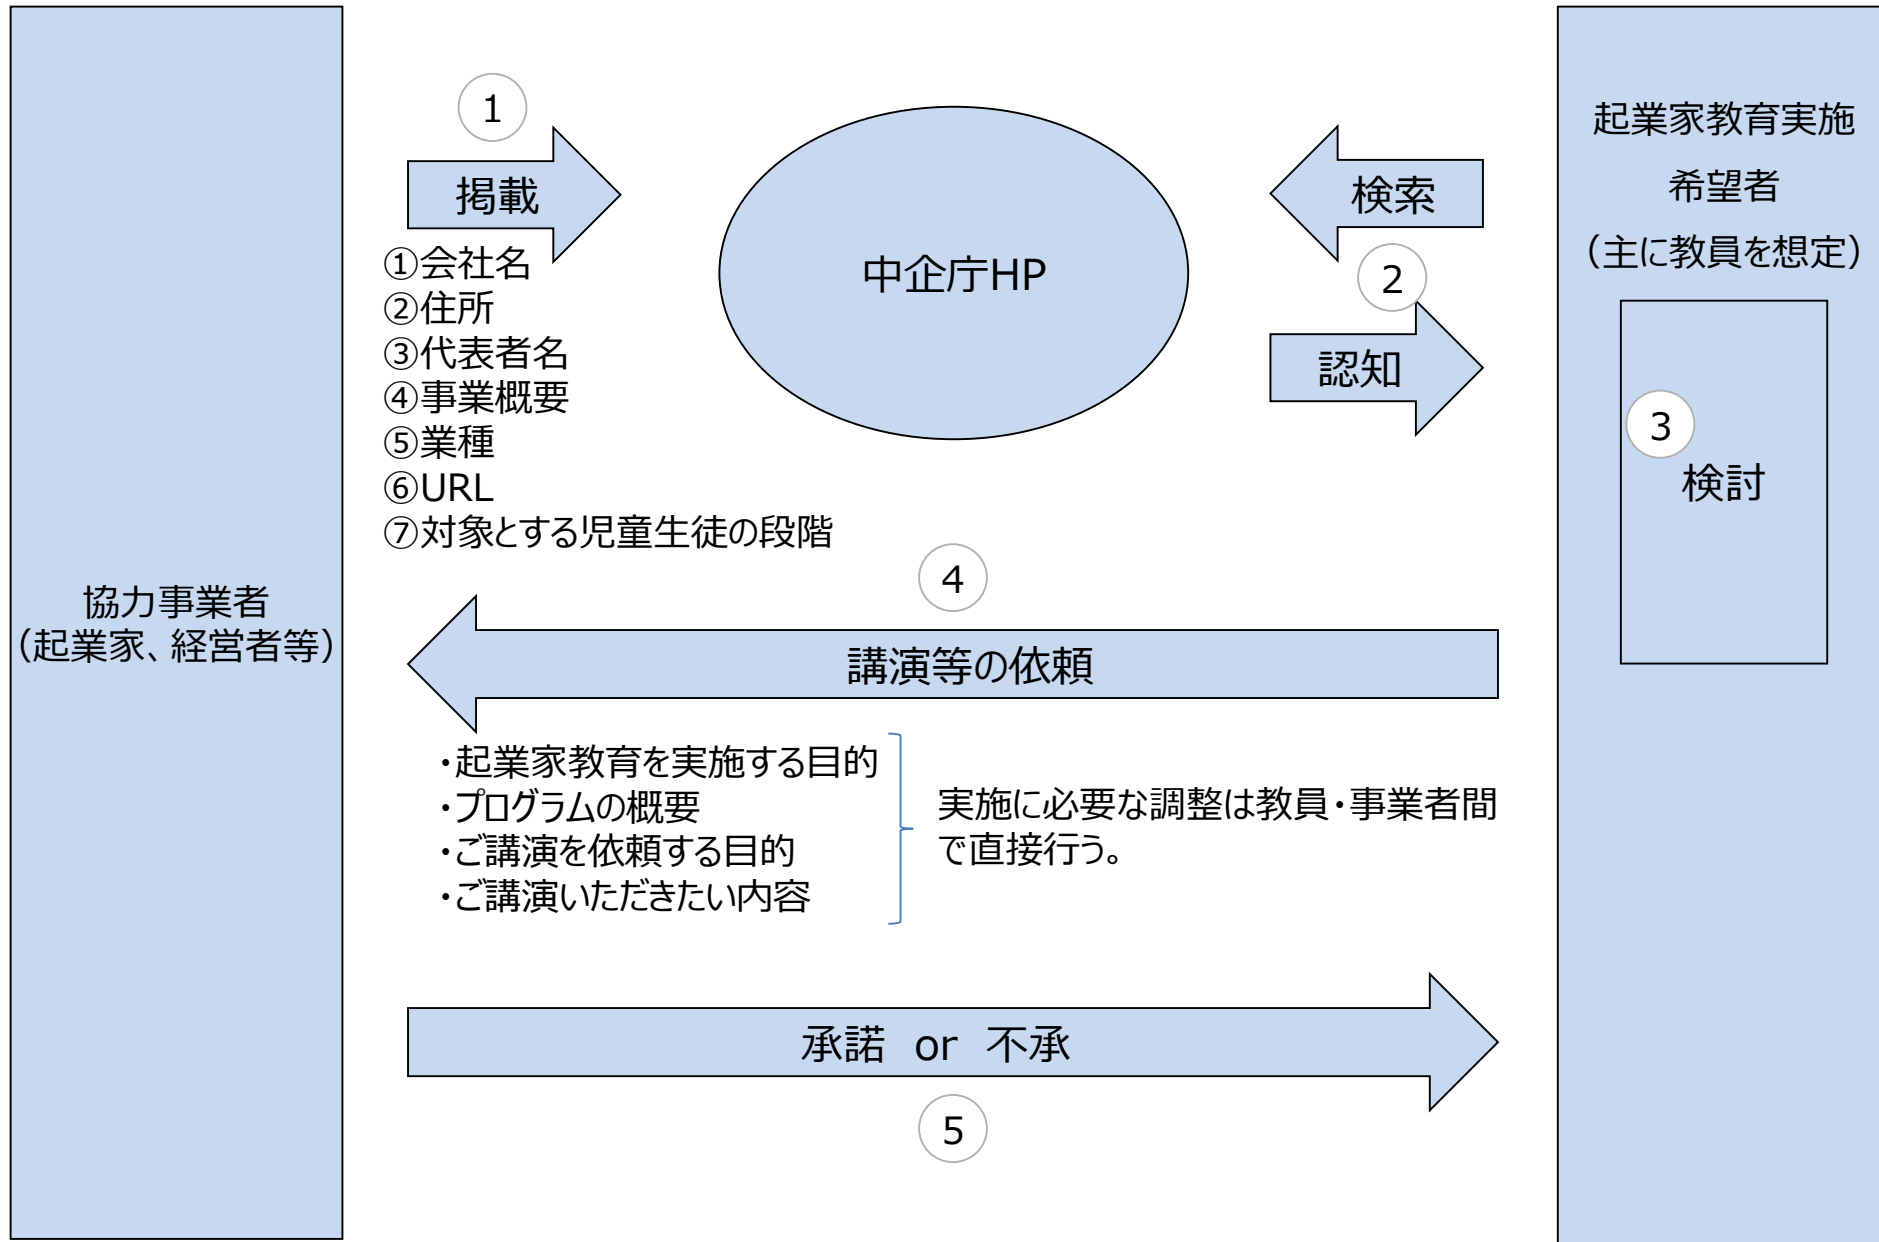 協力事業者
（起業家、経営者等）
1
掲載
①会社名
②住所
③代表者名
④事業概要
⑤業種
⑥URL
⑦対象とする児童生徒の段階
中企庁HP
検索
2
認知
起業家教育実施
希望者
（主に教員を想定）
3
検討
4
講演等の依頼
・起業家教育を実施する目的
・プログラムの概要
・ご講演を依頼する目的
・ご講演いただきたい内容
実施に必要な調整は教員・事業者間
で直接行う。
承諾 or 不承
5